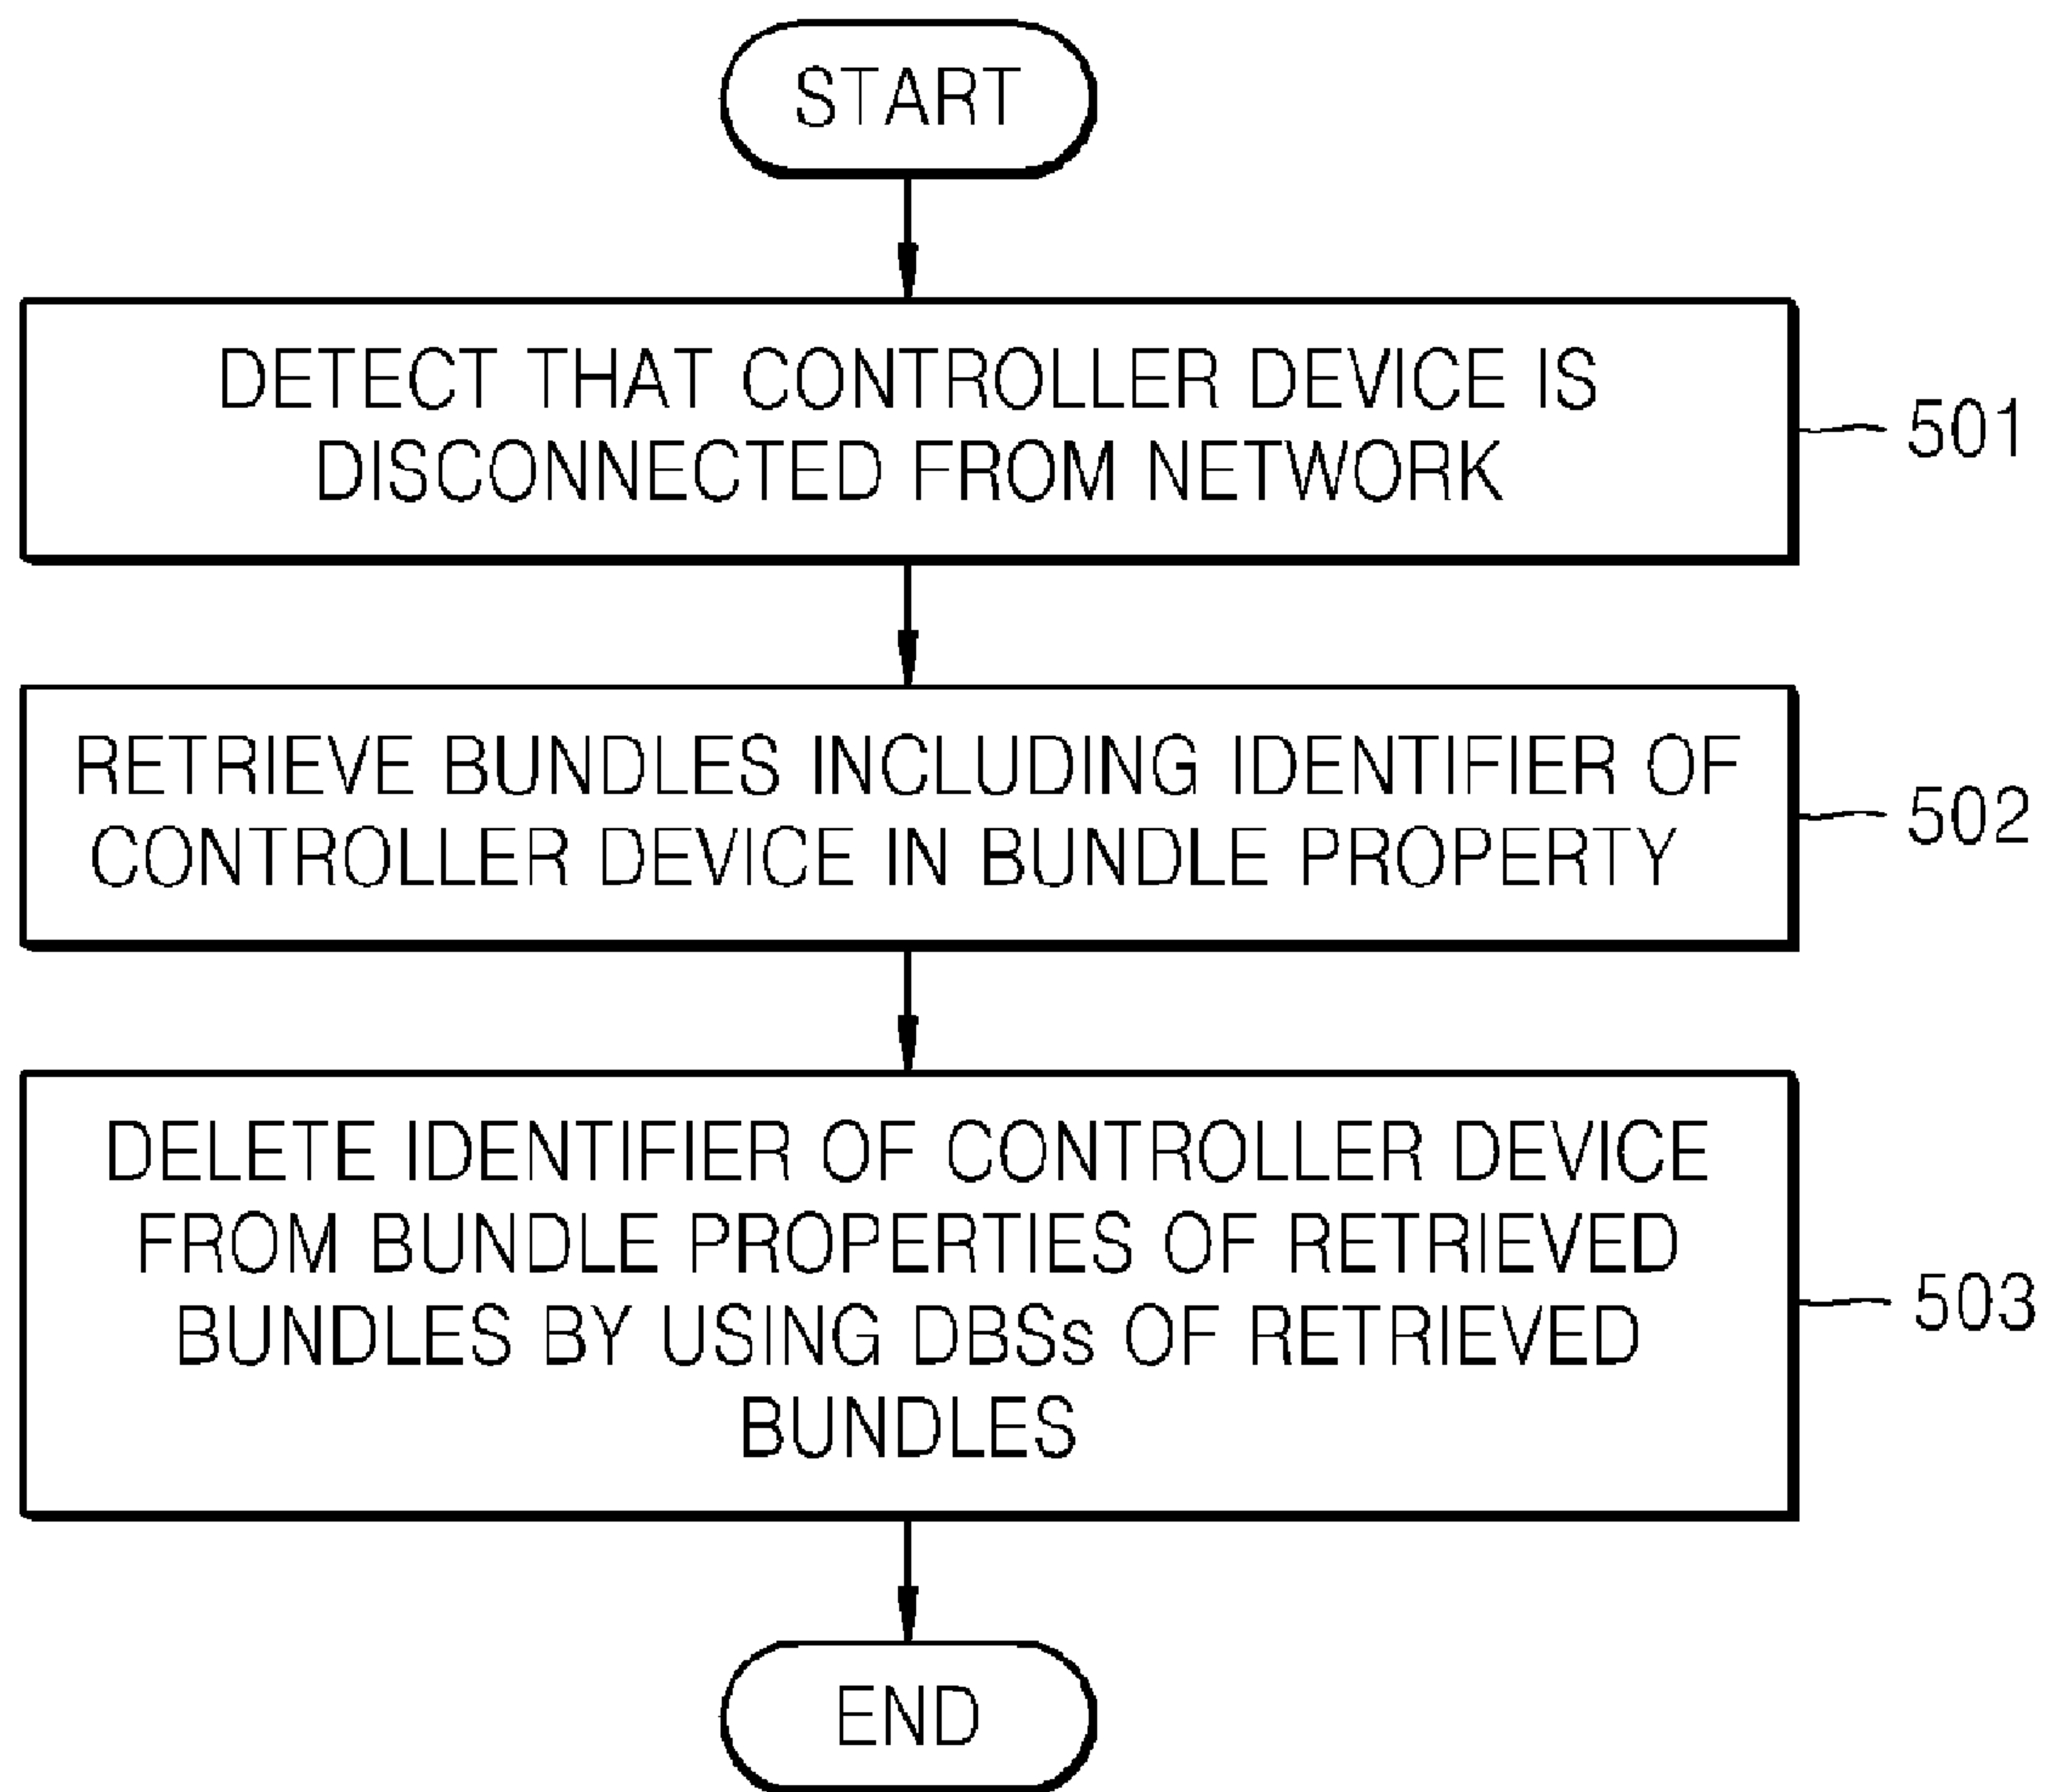 START
DETECT THAT CONTROLLER DEVICE IS
DISCONNECTED FROM NETWORK
501
RETRIEVE BUNDLES INCLUDING IDENTIFIER OF
CONTROLLER DEVICE IN BUNDLE PROPERTY
502
DELETE IDENTIFIER OF CONTROLLER DEVICE
FROM BUNDLE PROPERTIES OF RETRIEVED
BUNDLES BY USING DBSs OF RETRIEVED
BUNDLES
503
END